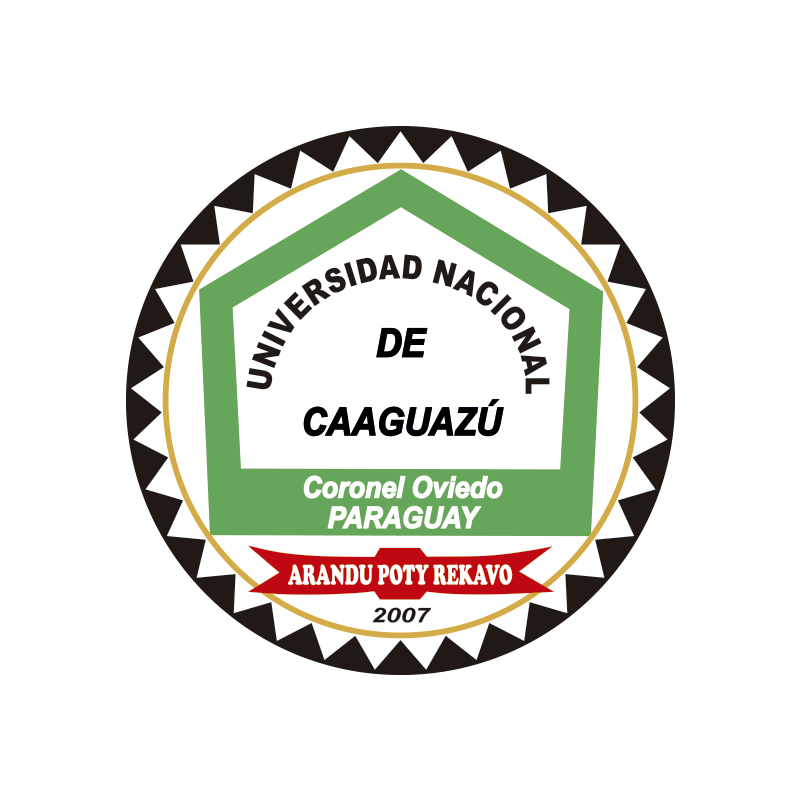 UNIVERSIDAD NACIONAL
DE
CAAGUAZÚ
Coronel Oviedo
PARAGUAY
ARANDU POTY REKAVO
2007